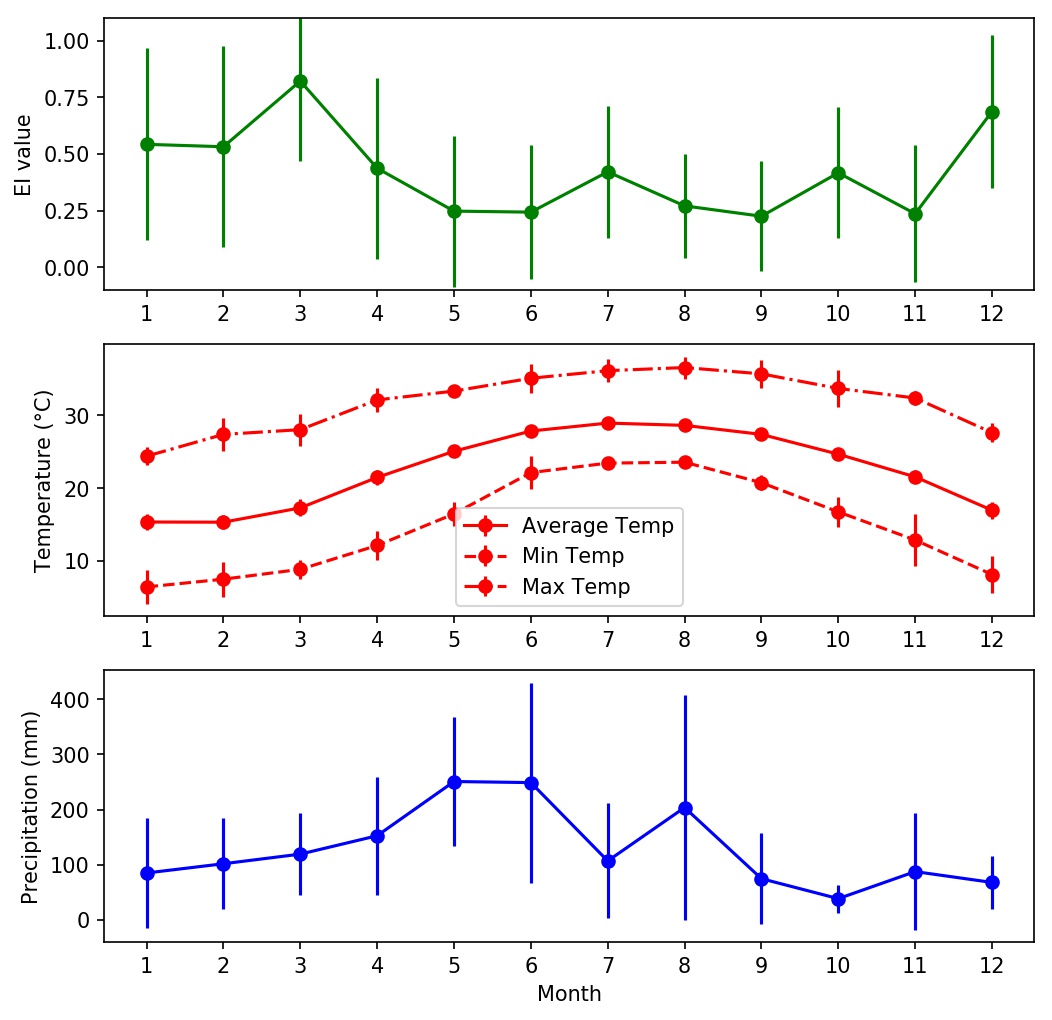 EI value
1.00
0.75
0.50
0.25
0.00
1 2 3 4 5 6 7 8 9 10 11 12
Temperature (°C)
30
20
10
Average Temp
Min Temp
Max Temp
1 2 3 4 5 6 7 8 9 10 11 12
Precipitation (mm)
400
300
200
100
0
1 2 3 4 5 6 7 8 9 10 11 12
Month